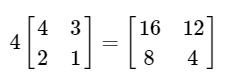 4 [4 3; 2 1] = [16 12; 8 4]